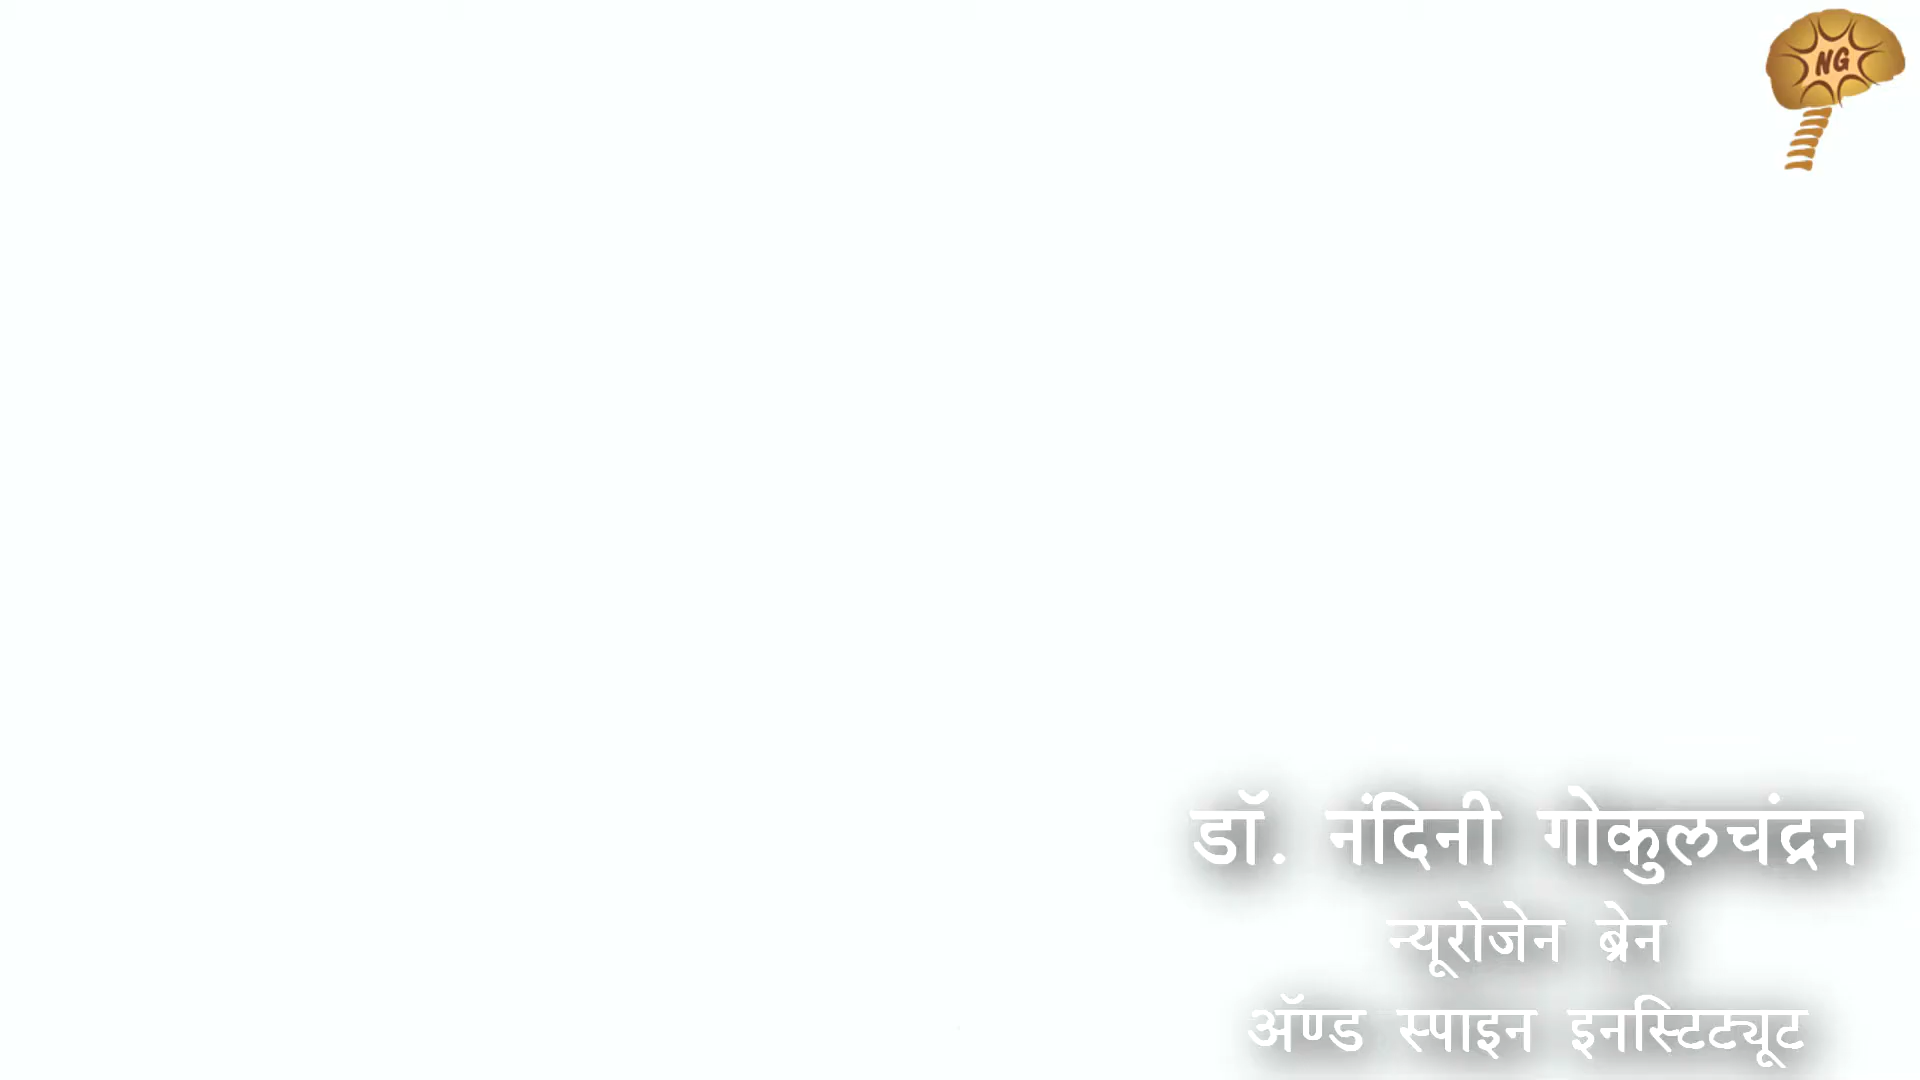 NG
डॉ. नंदिनी गोकुलचंद्रन
न्यूरोजेन ब्रेन
ॲण्ड स्पाइन इनस्टिट्यूट